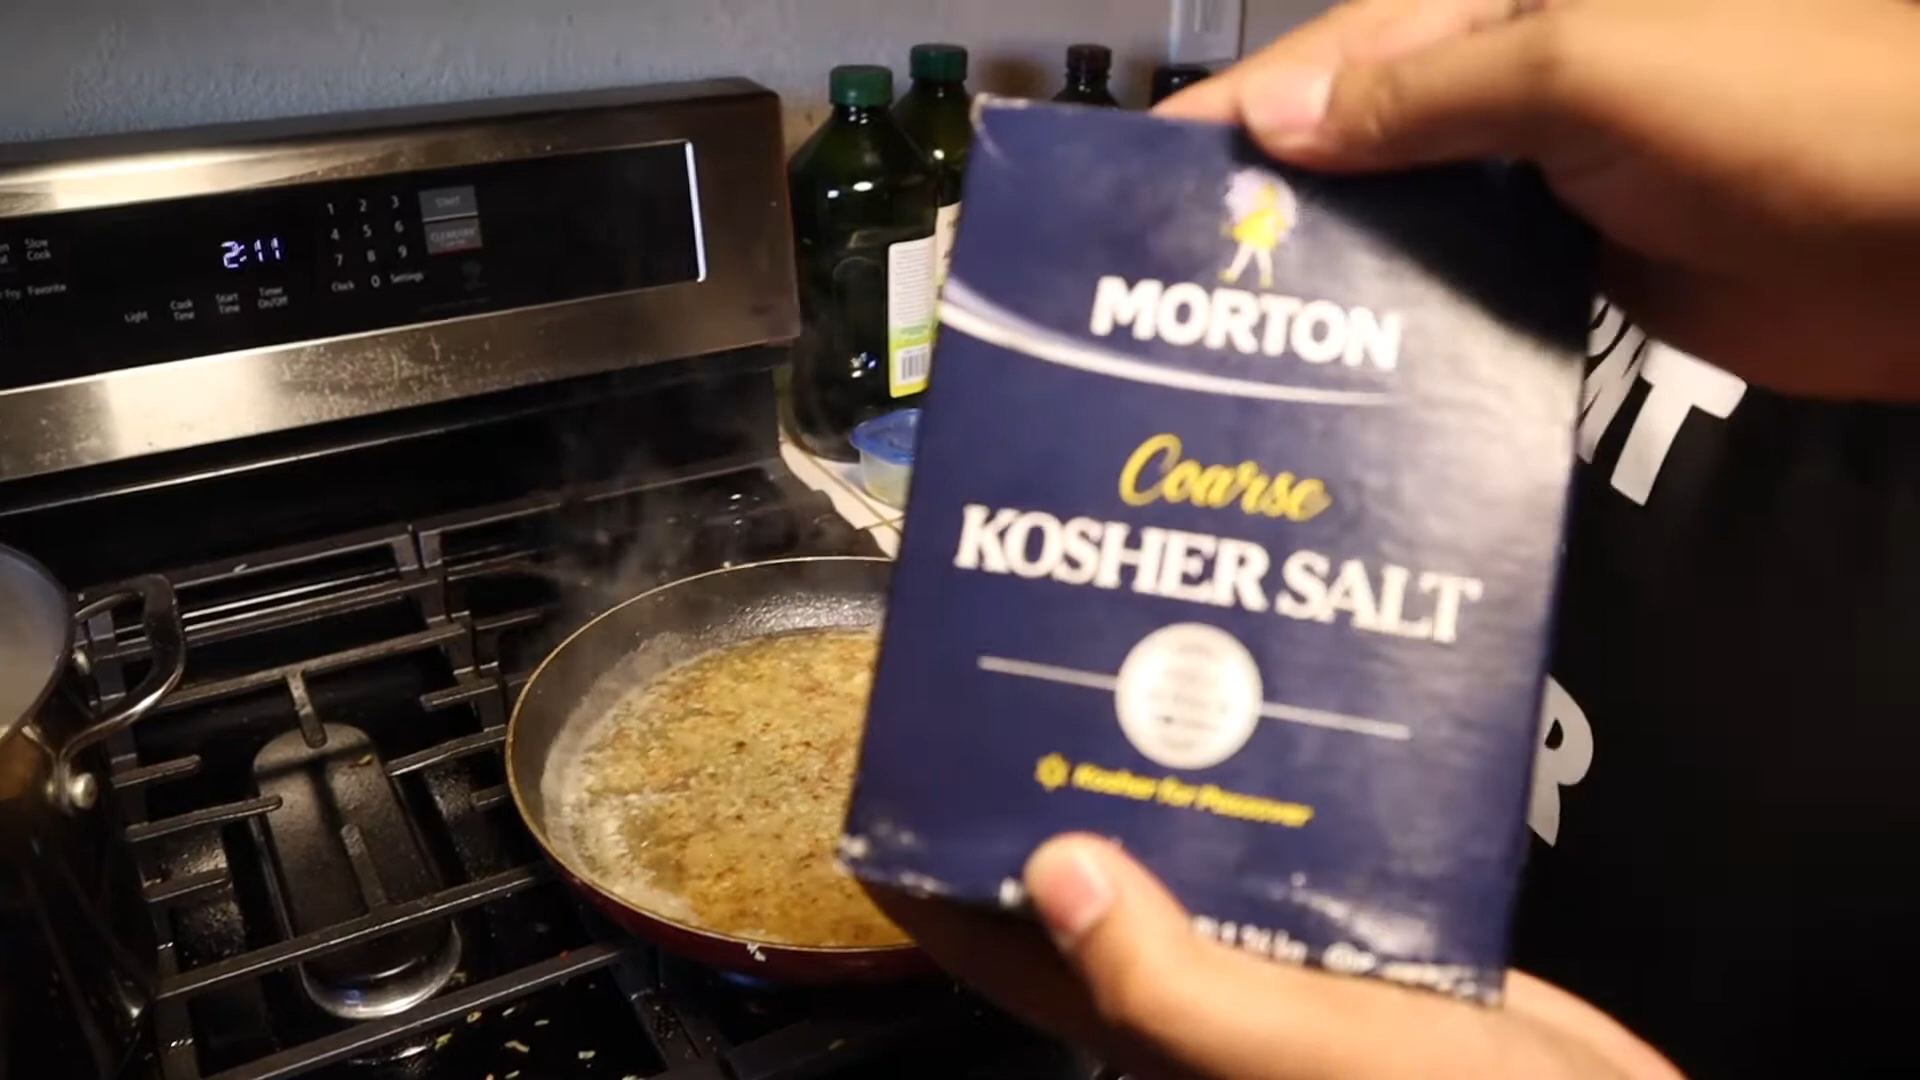 Slow
Cook
Favorite
2:11
1 2 3
4 5 6
7 8 9
Clock 0 Settings
START
Light
Cook
Time
Start
Time
Timer
On/Off
MORTON
Coarse
KOSHER SALT
Kosher for Passover